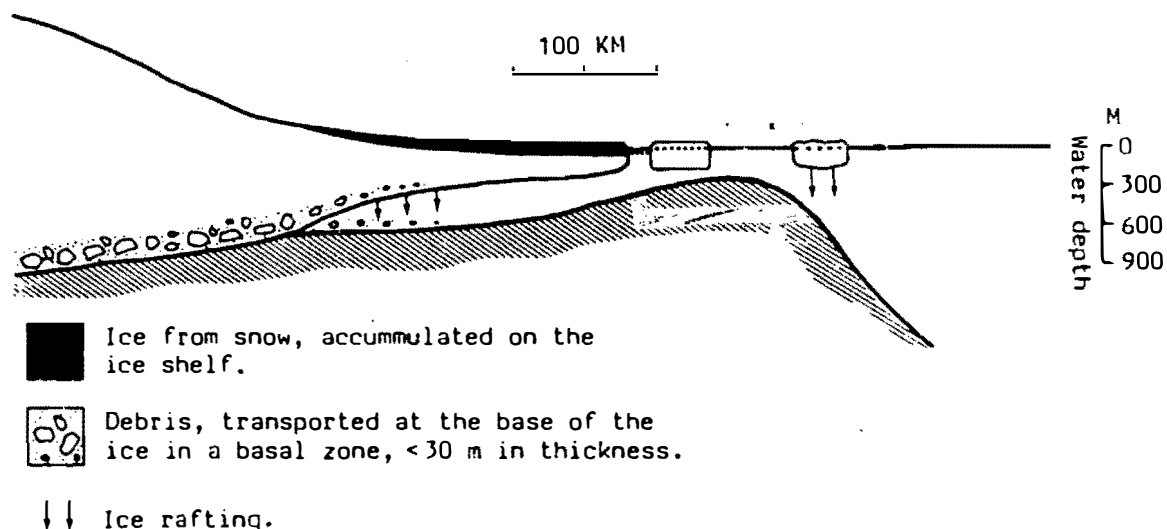 100 KM
M
0
300
600
900
Water depth
Ice from snow, accummulated on the
ice shelf.
Debris, transported at the base of the
ice in a basal zone, <30 m in thickness.
Ice rafting.